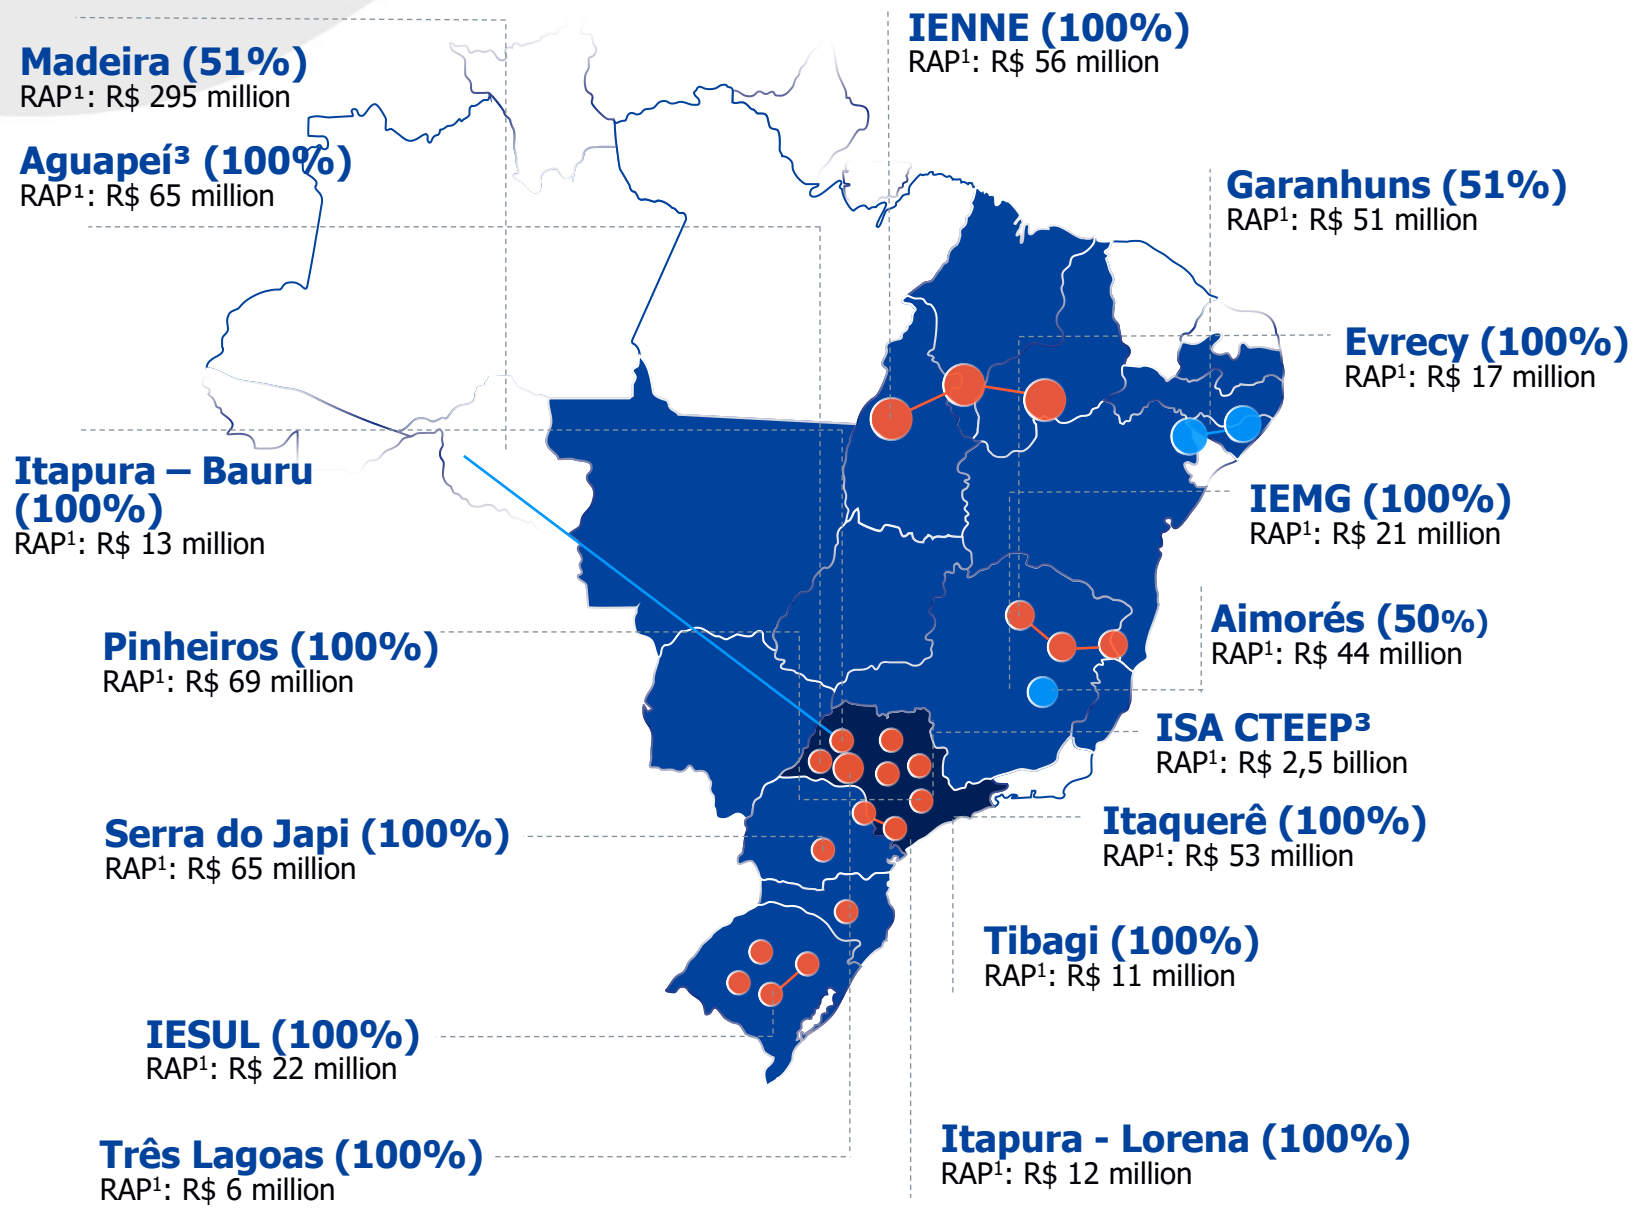 Madeira (51%)
RAP¹: R$ 295 million
Aguapeí³ (100%)
RAP¹: R$ 65 million
Itapura – Bauru
(100%)
RAP¹: R$ 13 million
Pinheiros (100%)
RAP¹: R$ 69 million
Serra do Japi (100%)
RAP¹: R$ 65 million
IESUL (100%)
RAP¹: R$ 22 million
Três Lagoas (100%)
RAP¹: R$ 6 million
IENNE (100%)
RAP¹: R$ 56 million
Garanhuns (51%)
RAP¹: R$ 51 million
Evrecy (100%)
RAP¹: R$ 17 million
IEMG (100%)
RAP¹: R$ 21 million
Aimorés (50%)
RAP¹: R$ 44 million
ISA CTEEP³
RAP¹: R$ 2,5 billion
Itaquerê (100%)
RAP¹: R$ 53 million
Tibagi (100%)
RAP¹: R$ 11 million
Itapura - Lorena (100%)
RAP¹: R$ 12 million